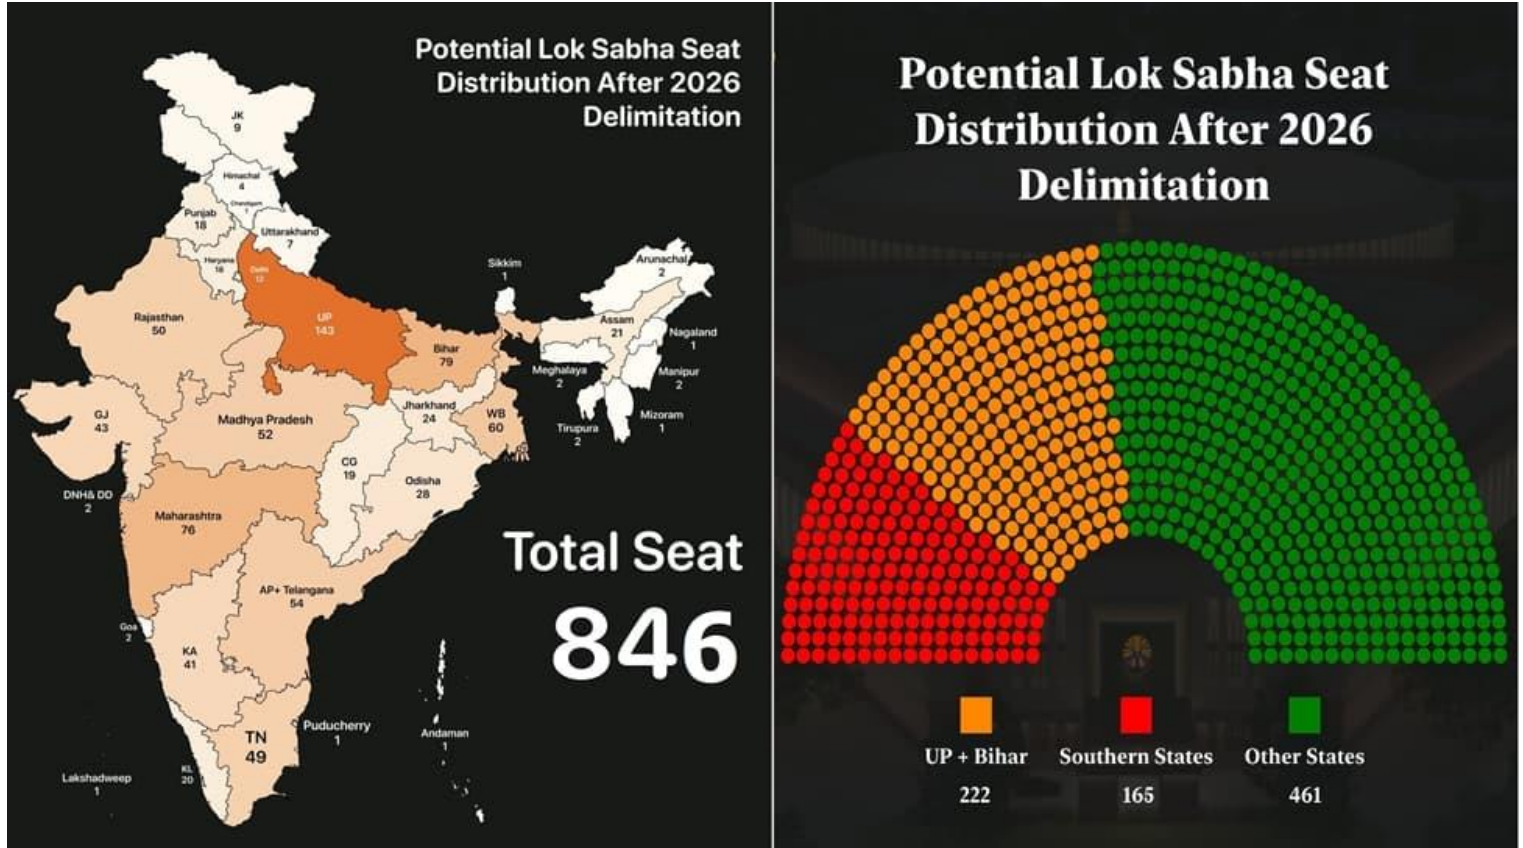 Potential Lok Sabha Seat
Distribution After 2026
Delimitation
JK
9
Himachal
4
Chandigarh
1
Punjab
18
Uttarakhand
7
Haryana
18
Delhi
12
Rajasthan
50
UP
143
Bihar
79
Sikkim
1
Arunachal
2
Assam
21
Nagaland
1
Meghalaya
2
Manipur
2
Mizoram
1
Tirupura
2
GJ
43
Madhya Pradesh
52
Jharkhand
24
WB
60
CG
19
Odisha
28
DNH& DD
2
Maharashtra
76
AP+ Telangana
54
Goa
2
KA
41
TN
49
Puducherry
1
KL
20
Lakshadweep
1
Andaman
1
Total Seat
846
Potential Lok Sabha Seat
Distribution After 2026
Delimitation
UP + Bihar
222
Southern States
165
Other States
461